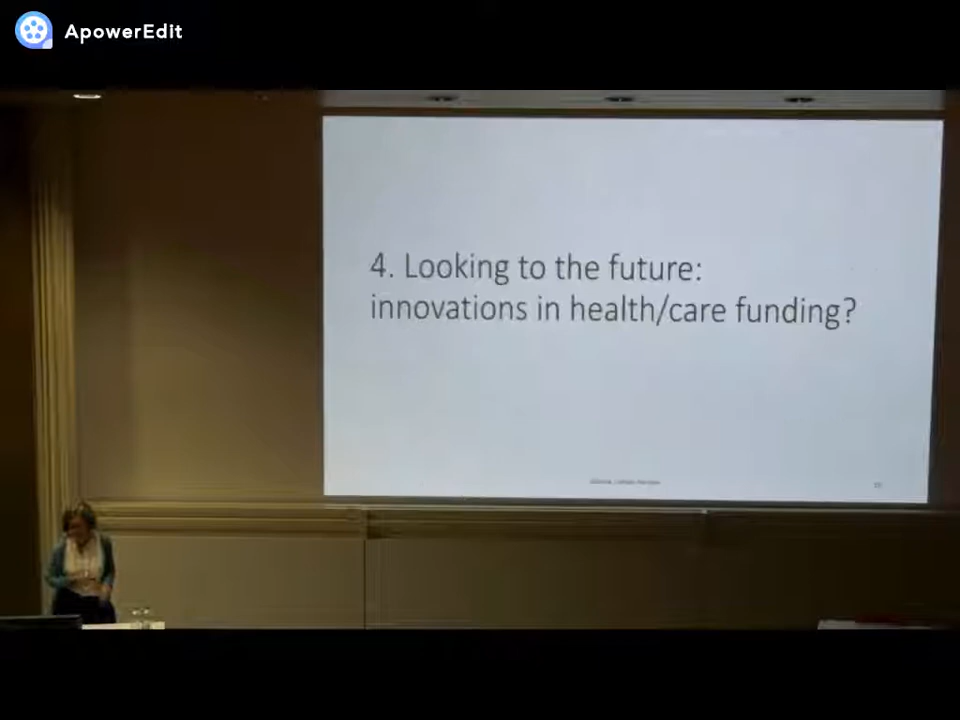 ApowerEdit
4. Looking to the future:
innovations in health/care funding?